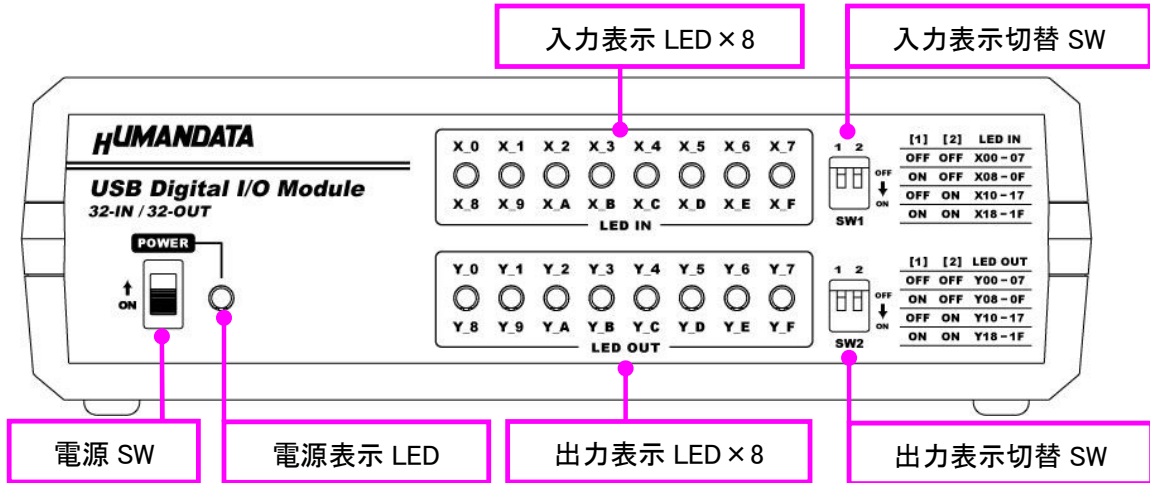 入力表示 LED×8
入力表示切替 SW
HUMANDATA
USB Digital I/O Module
32-IN / 32-OUT
POWER
ON
X_0 X_1 X_2 X_3 X_4 X_5 X_6 X_7
X_8 X_9 X_A X_B X_C X_D X_E X_F
LED IN
1 2
OFF
ON
SW1
[1] [2] LED IN
OFF OFF X00-07
ON OFF X08-0F
OFF ON X10-17
ON ON X18-1F
Y_0 Y_1 Y_2 Y_3 Y_4 Y_5 Y_6 Y_7
Y_8 Y_9 Y_A Y_B Y_C Y_D Y_E Y_F
LED OUT
1 2
OFF
ON
SW2
[1] [2] LED OUT
OFF OFF Y00-07
ON OFF Y08-0F
OFF ON Y10-17
ON ON Y18-1F
電源 SW
電源表示 LED
出力表示 LED×8
出力表示切替 SW